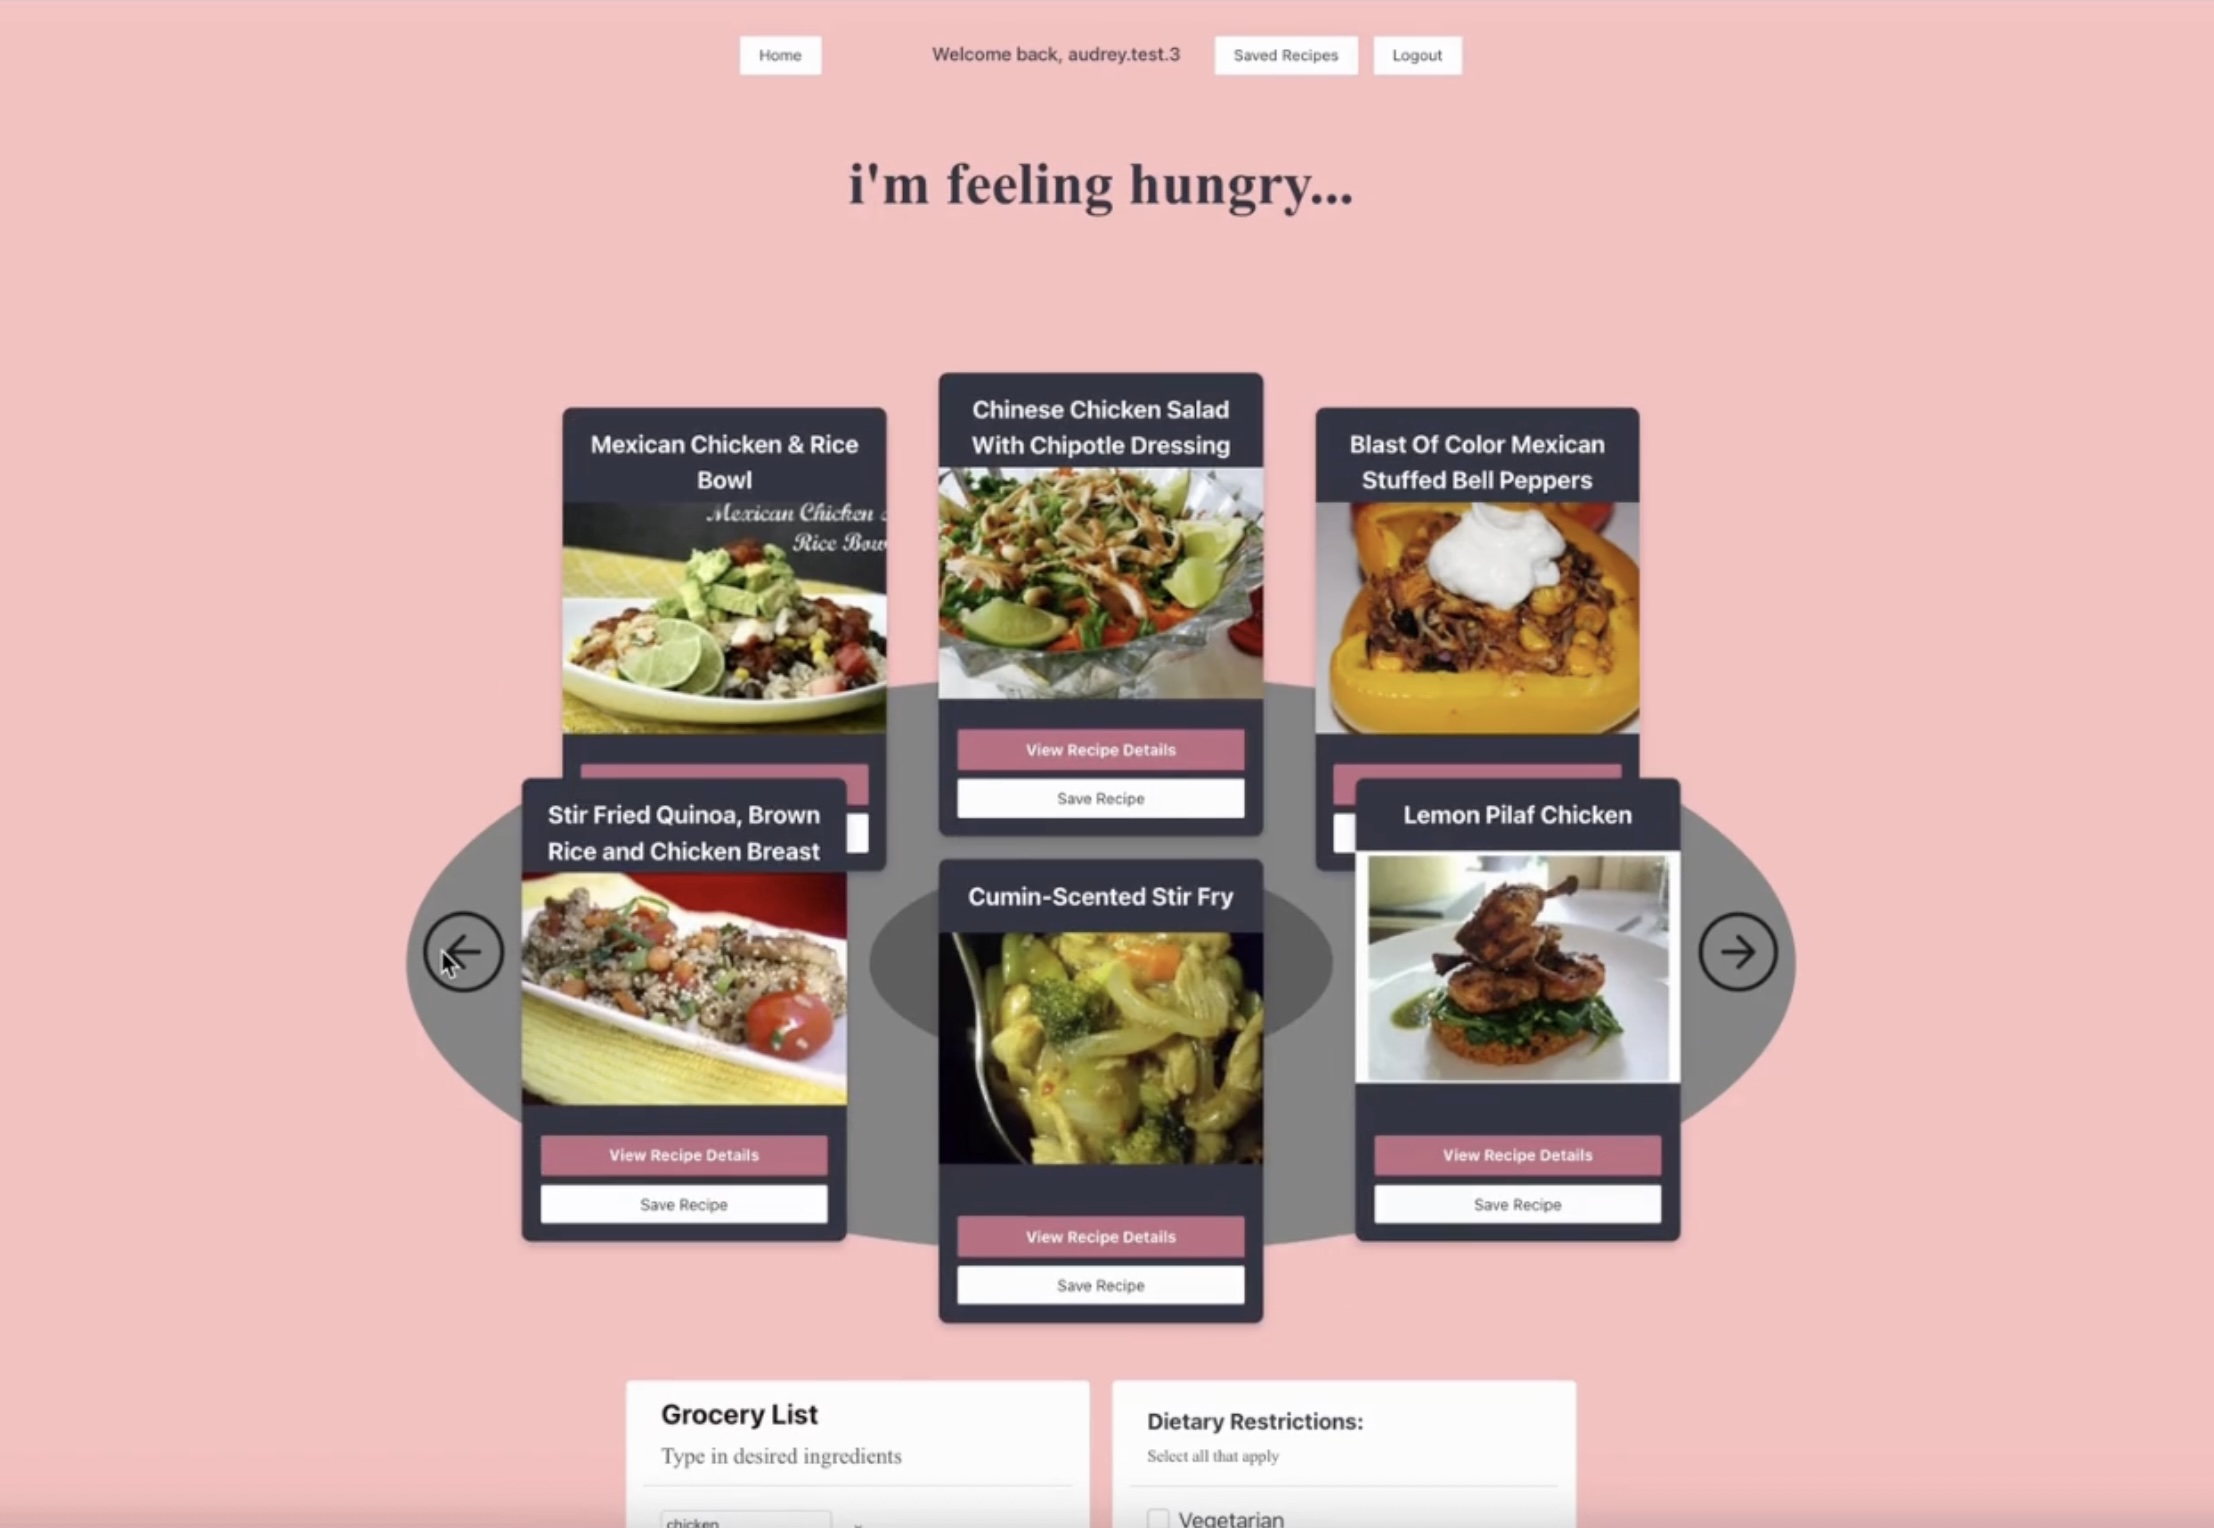 Home
Welcome back, audrey.test.3
Saved Recipes
Logout
i'm feeling hungry...
Mexican Chicken & Rice
Bowl
Mexican Chicken
Rice Bow
Chinese Chicken Salad
With Chipotle Dressing
View Recipe Details
Save Recipe
Blast Of Color Mexican
Stuffed Bell Peppers
Stir Fried Quinoa, Brown
Rice and Chicken Breast
View Recipe Details
Save Recipe
Cumin-Scented Stir Fry
View Recipe Details
Save Recipe
Lemon Pilaf Chicken
View Recipe Details
Save Recipe
Grocery List
Type in desired ingredients
chicken
Dietary Restrictions:
Select all that apply
Vegetarian